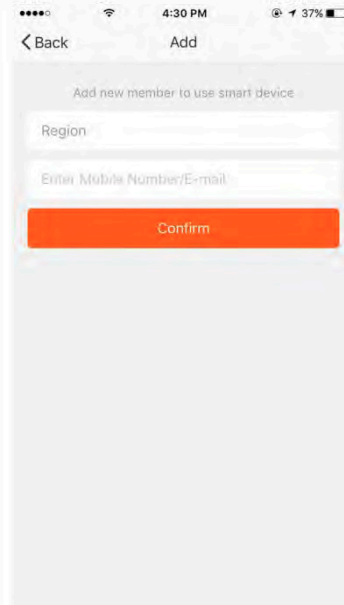 4:30 PM
37%
Back
Add
Add new member to use smart device
Region
Enter Mobile Number/E-mail
Confirm